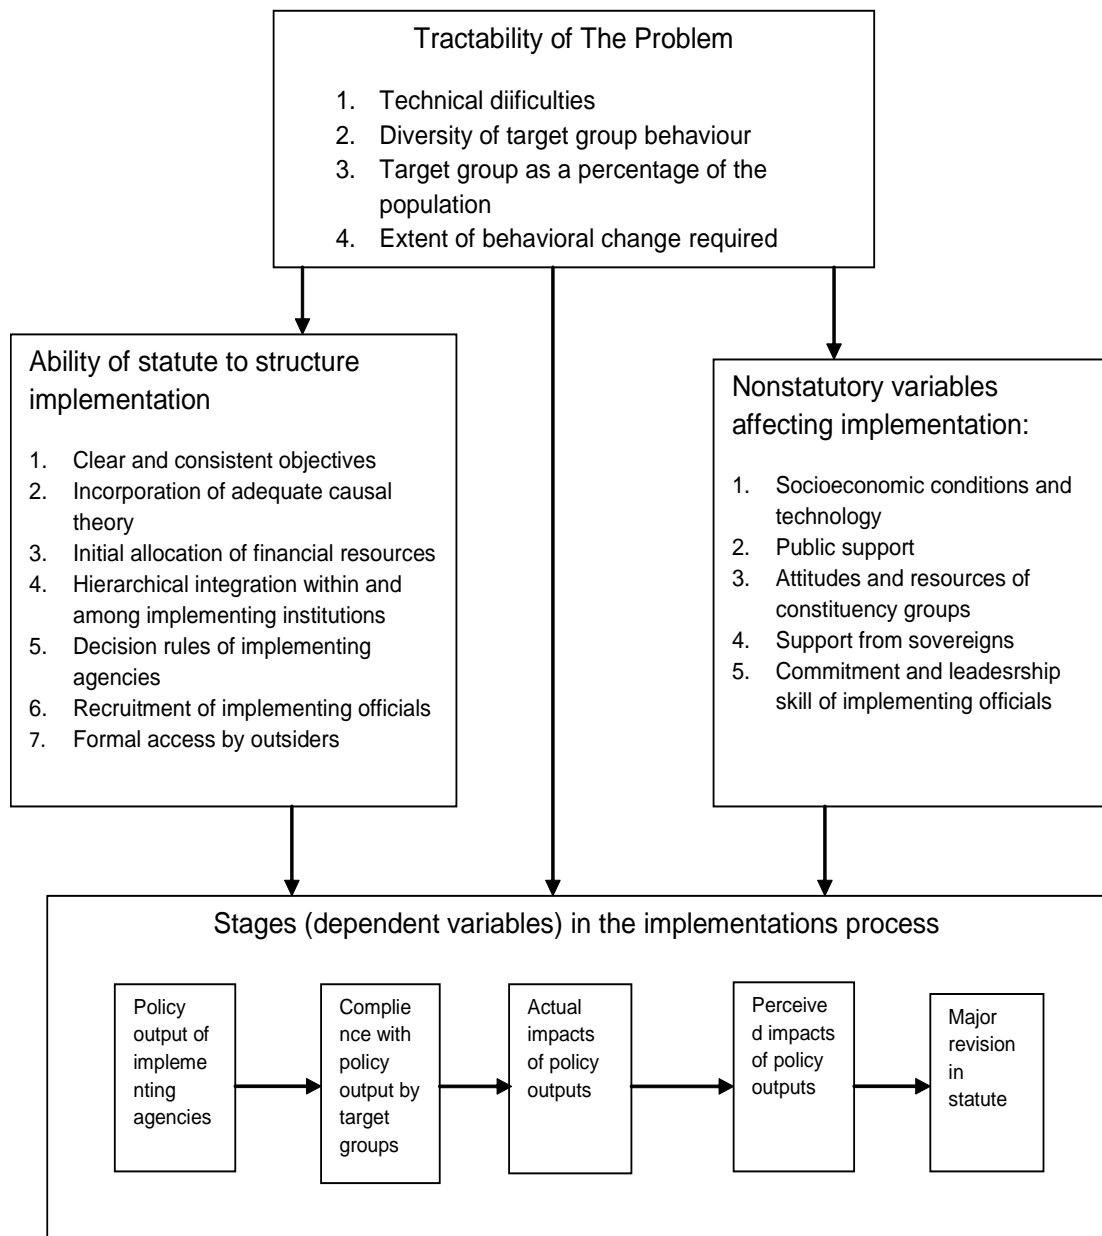 Tractability of The Problem
1. Technical diificulties
2. Diversity of target group behaviour
3. Target group as a percentage of the
population
4. Extent of behavioral change required
Ability of statute to structure
implementation
1. Clear and consistent objectives
2. Incorporation of adequate causal
theory
3. Initial allocation of financial resources
4. Hierarchical integration within and
among implementing institutions
5. Decision rules of implementing
agencies
6. Recruitment of implementing officials
7. Formal access by outsiders
Nonstatutory variables
affecting implementation:
1. Socioeconomic conditions and
technology
2. Public support
3. Attitudes and resources of
constituency groups
4. Support from sovereigns
5. Commitment and leadesrship
skill of implementing officials
Stages (dependent variables) in the implementations process
Policy
output of
impleme
nting
agencies
Complie
nce with
policy
output by
target
groups
Actual
impacts
of policy
outputs
Perceive
d impacts
of policy
outputs
Major
revision
in
statute